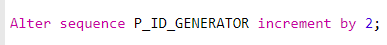 Alter sequence P_ID_GENERATOR increment by 2;